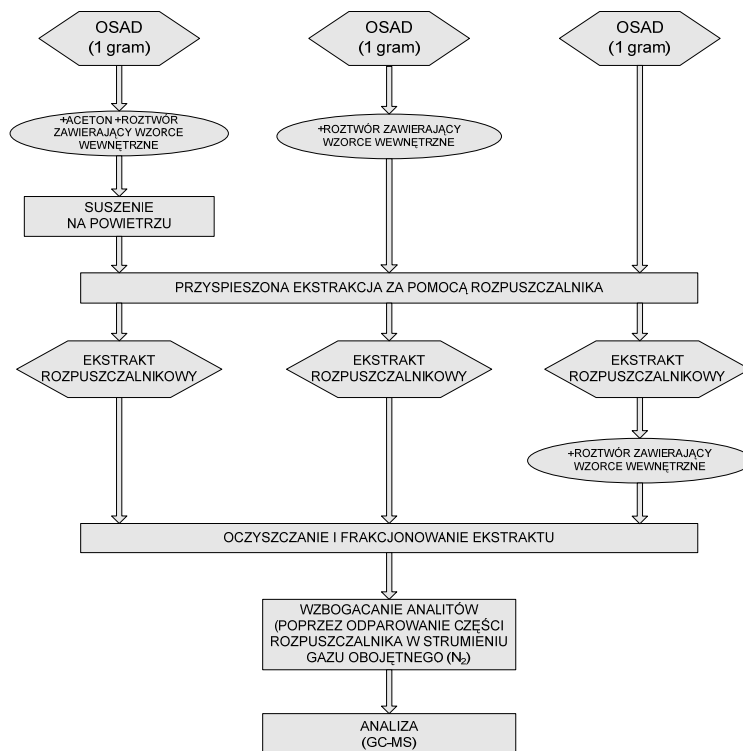 OSAD
(1 gram)
OSAD
(1 gram)
OSAD
(1 gram)
+ACETON +ROZTWÓR
ZAWIERAJĄCY WZORCE
WEWNĘTRZNE
+ROZTWÓR ZAWIERAJĄCY
WZORCE WEWNĘTRZNE
SUSZENIE
NA POWIETRZU
PRZYSPIESZONA EKSTRAKCJA ZA POMOCĄ ROZPUSZCZALNIKA
EKSTRAKT
ROZPUSZCZALNIKOWY
EKSTRAKT
ROZPUSZCZALNIKOWY
EKSTRAKT
ROZPUSZCZALNIKOWY
+ROZTWÓR ZAWIERAJĄCY
WZORCE WEWNĘTRZNE
OCZYSZCZANIE I FRAKCJONOWANIE EKSTRAKTU
WZBOGACANIE ANALITÓW
(POPRZEZ ODPAROWANIE CZĘŚCI
ROZPUSZCZALNIKA W STRUMIENIU
GAZU OBOJĘTNEGO (N₂)
ANALIZA
(GC-MS)